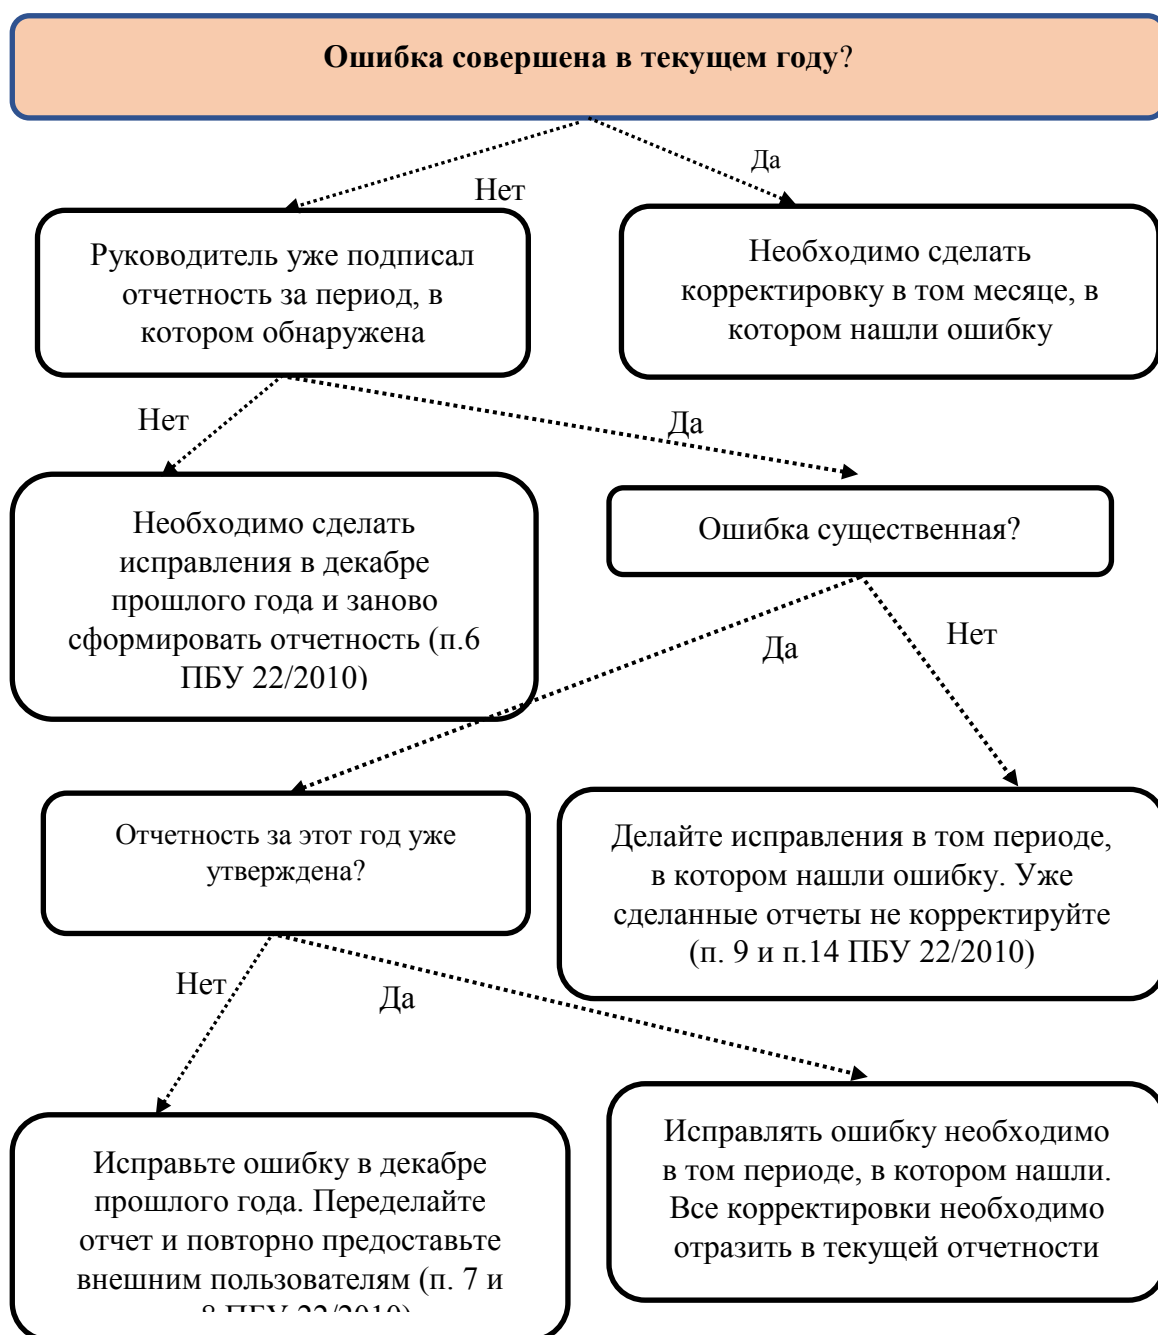 Ошибка совершена в текущем году?
Да
Нет
Руководитель уже подписал
отчетность за период, в
котором обнаружена
Необходимо сделать
корректировку в том месяце, в
котором нашли ошибку
Нет
Да
Необходимо сделать
исправления в декабре
прошлого года и заново
сформировать отчетность (п.6
ПБУ 22/2010)
Ошибка существенная?
Да
Нет
Отчетность за этот год уже
утверждена?
Делайте исправления в том периоде,
в котором нашли ошибку. Уже
сделанные отчеты не корректируйте
(п. 9 и п.14 ПБУ 22/2010)
Нет
Да
Исправьте ошибку в декабре
прошлого года. Переделайте
отчет и повторно предоставьте
внешним пользователям (п. 7 и
8 ПБУ 22/2010)
Исправлять ошибку необходимо
в том периоде, в котором нашли.
Все корректировки необходимо
отразить в текущей отчетности